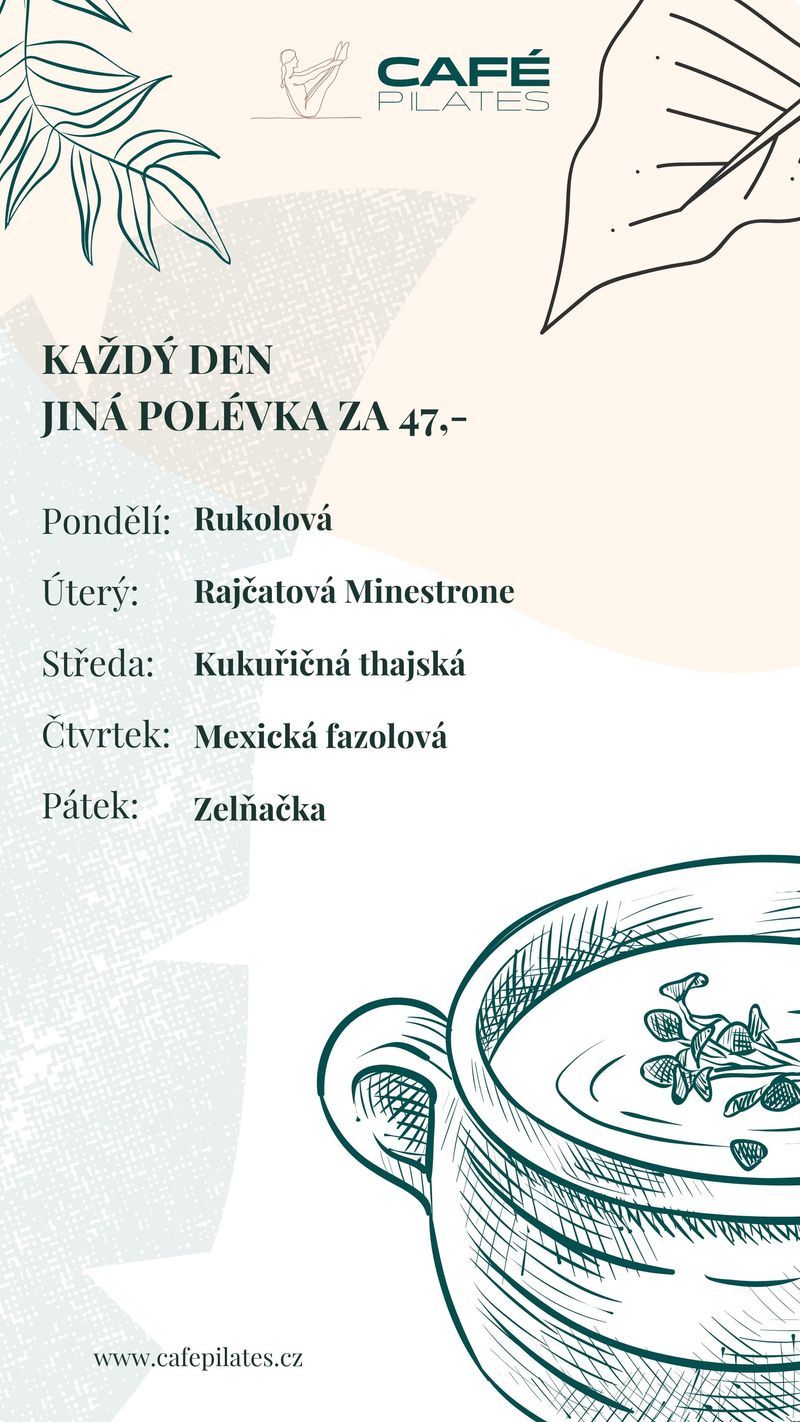 CAFÉ
PILATES
KAŽDÝ DEN
JINÁ POLÉVKA ZA 47,-
Pondělí: Rukolová
Úterý: Rajčatová Minestrone
Středa: Kukuřičná thajská
Čtvrtek: Mexická fazolová
Pátek: Zelňačka
www.cafepilates.cz